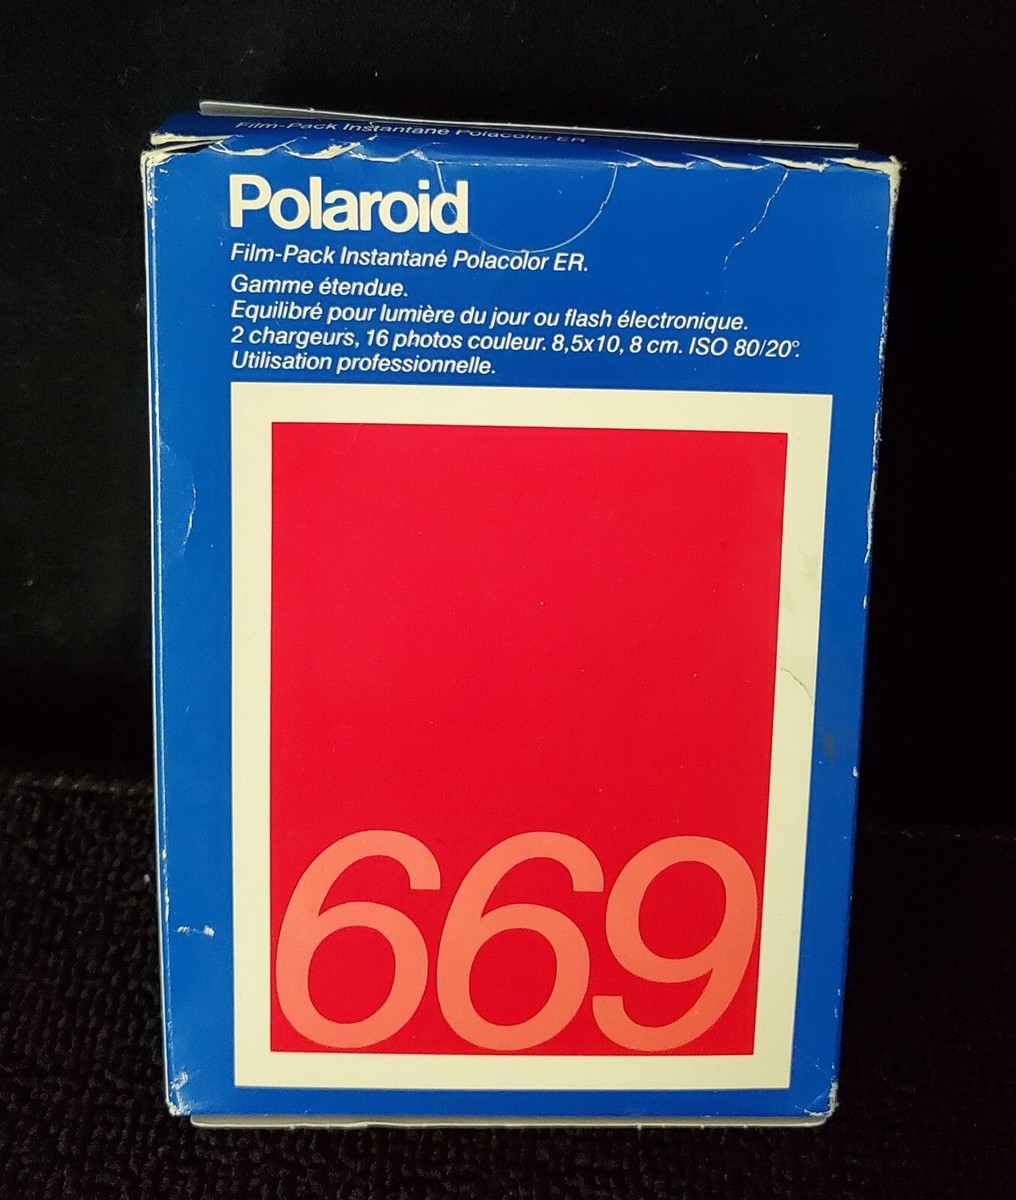 Film-Pack Instantané Polacolor ER
Polaroid
Film-Pack Instantané Polacolor ER.
Gamme étendue.
Equilibré pour lumière du jour ou flash électronique.
2 chargeurs, 16 photos couleur. 8,5x10, 8 cm. ISO 80/20°.
Utilisation professionnelle.
669